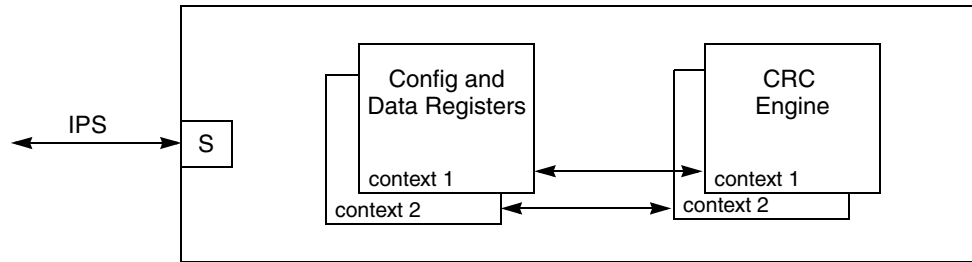 IPS
S
Config and
Data Registers
context 1
context 2
CRC
Engine
context 1
context 2